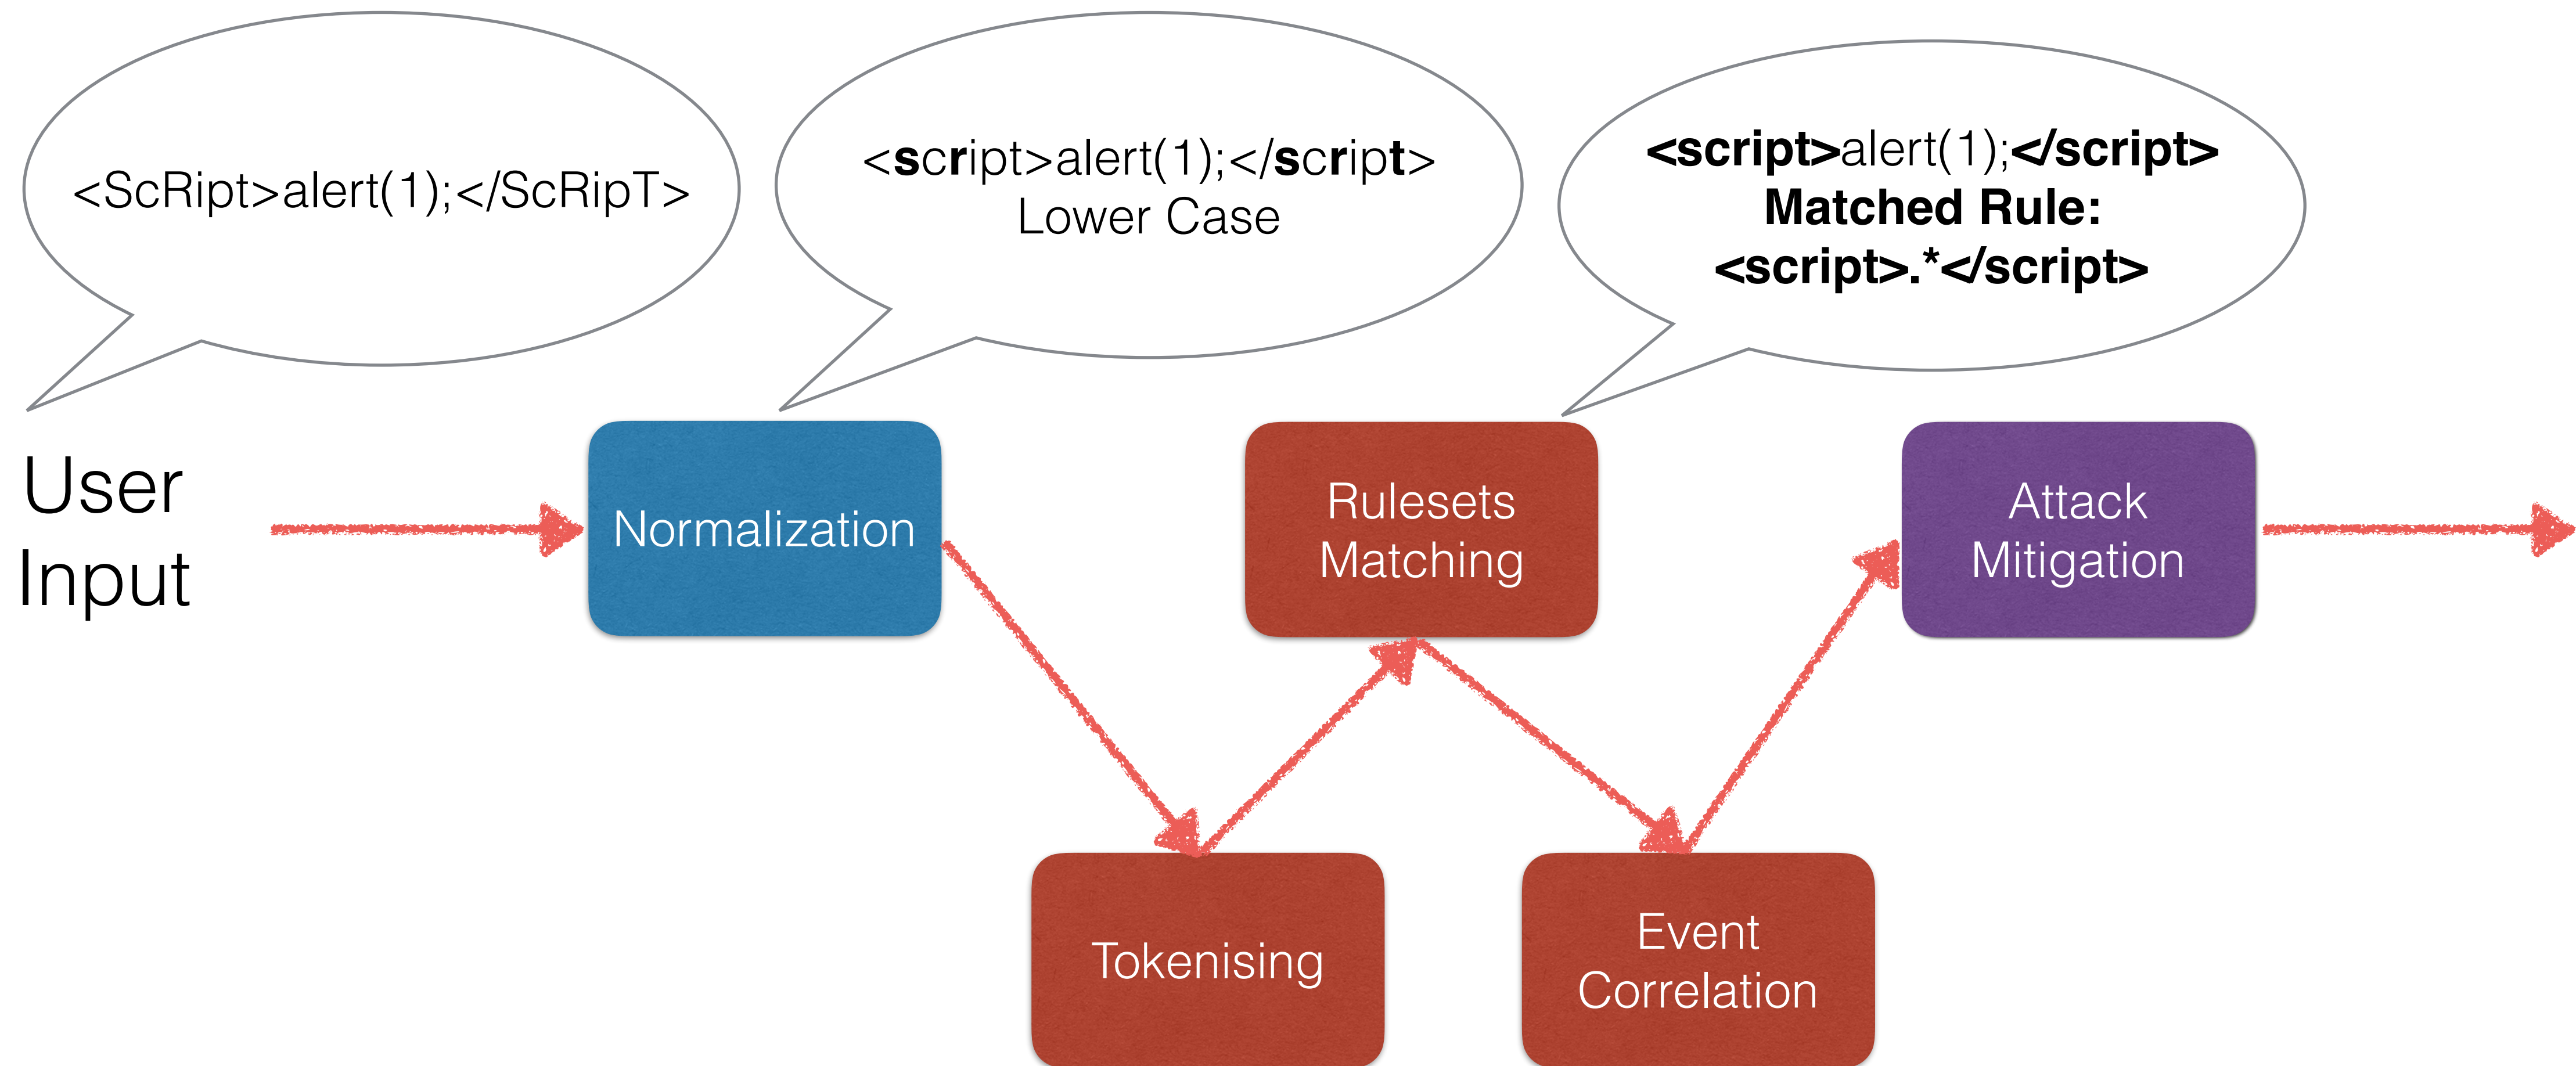 <ScRipt>alert(1);</ScRipT>
<script>alert(1);</script>
Lower Case
<script>alert(1);</script>
Matched Rule:
<script>.*</script>
User
Input
Normalization
Rulesets
Matching
Attack
Mitigation
Tokenising
Event
Correlation